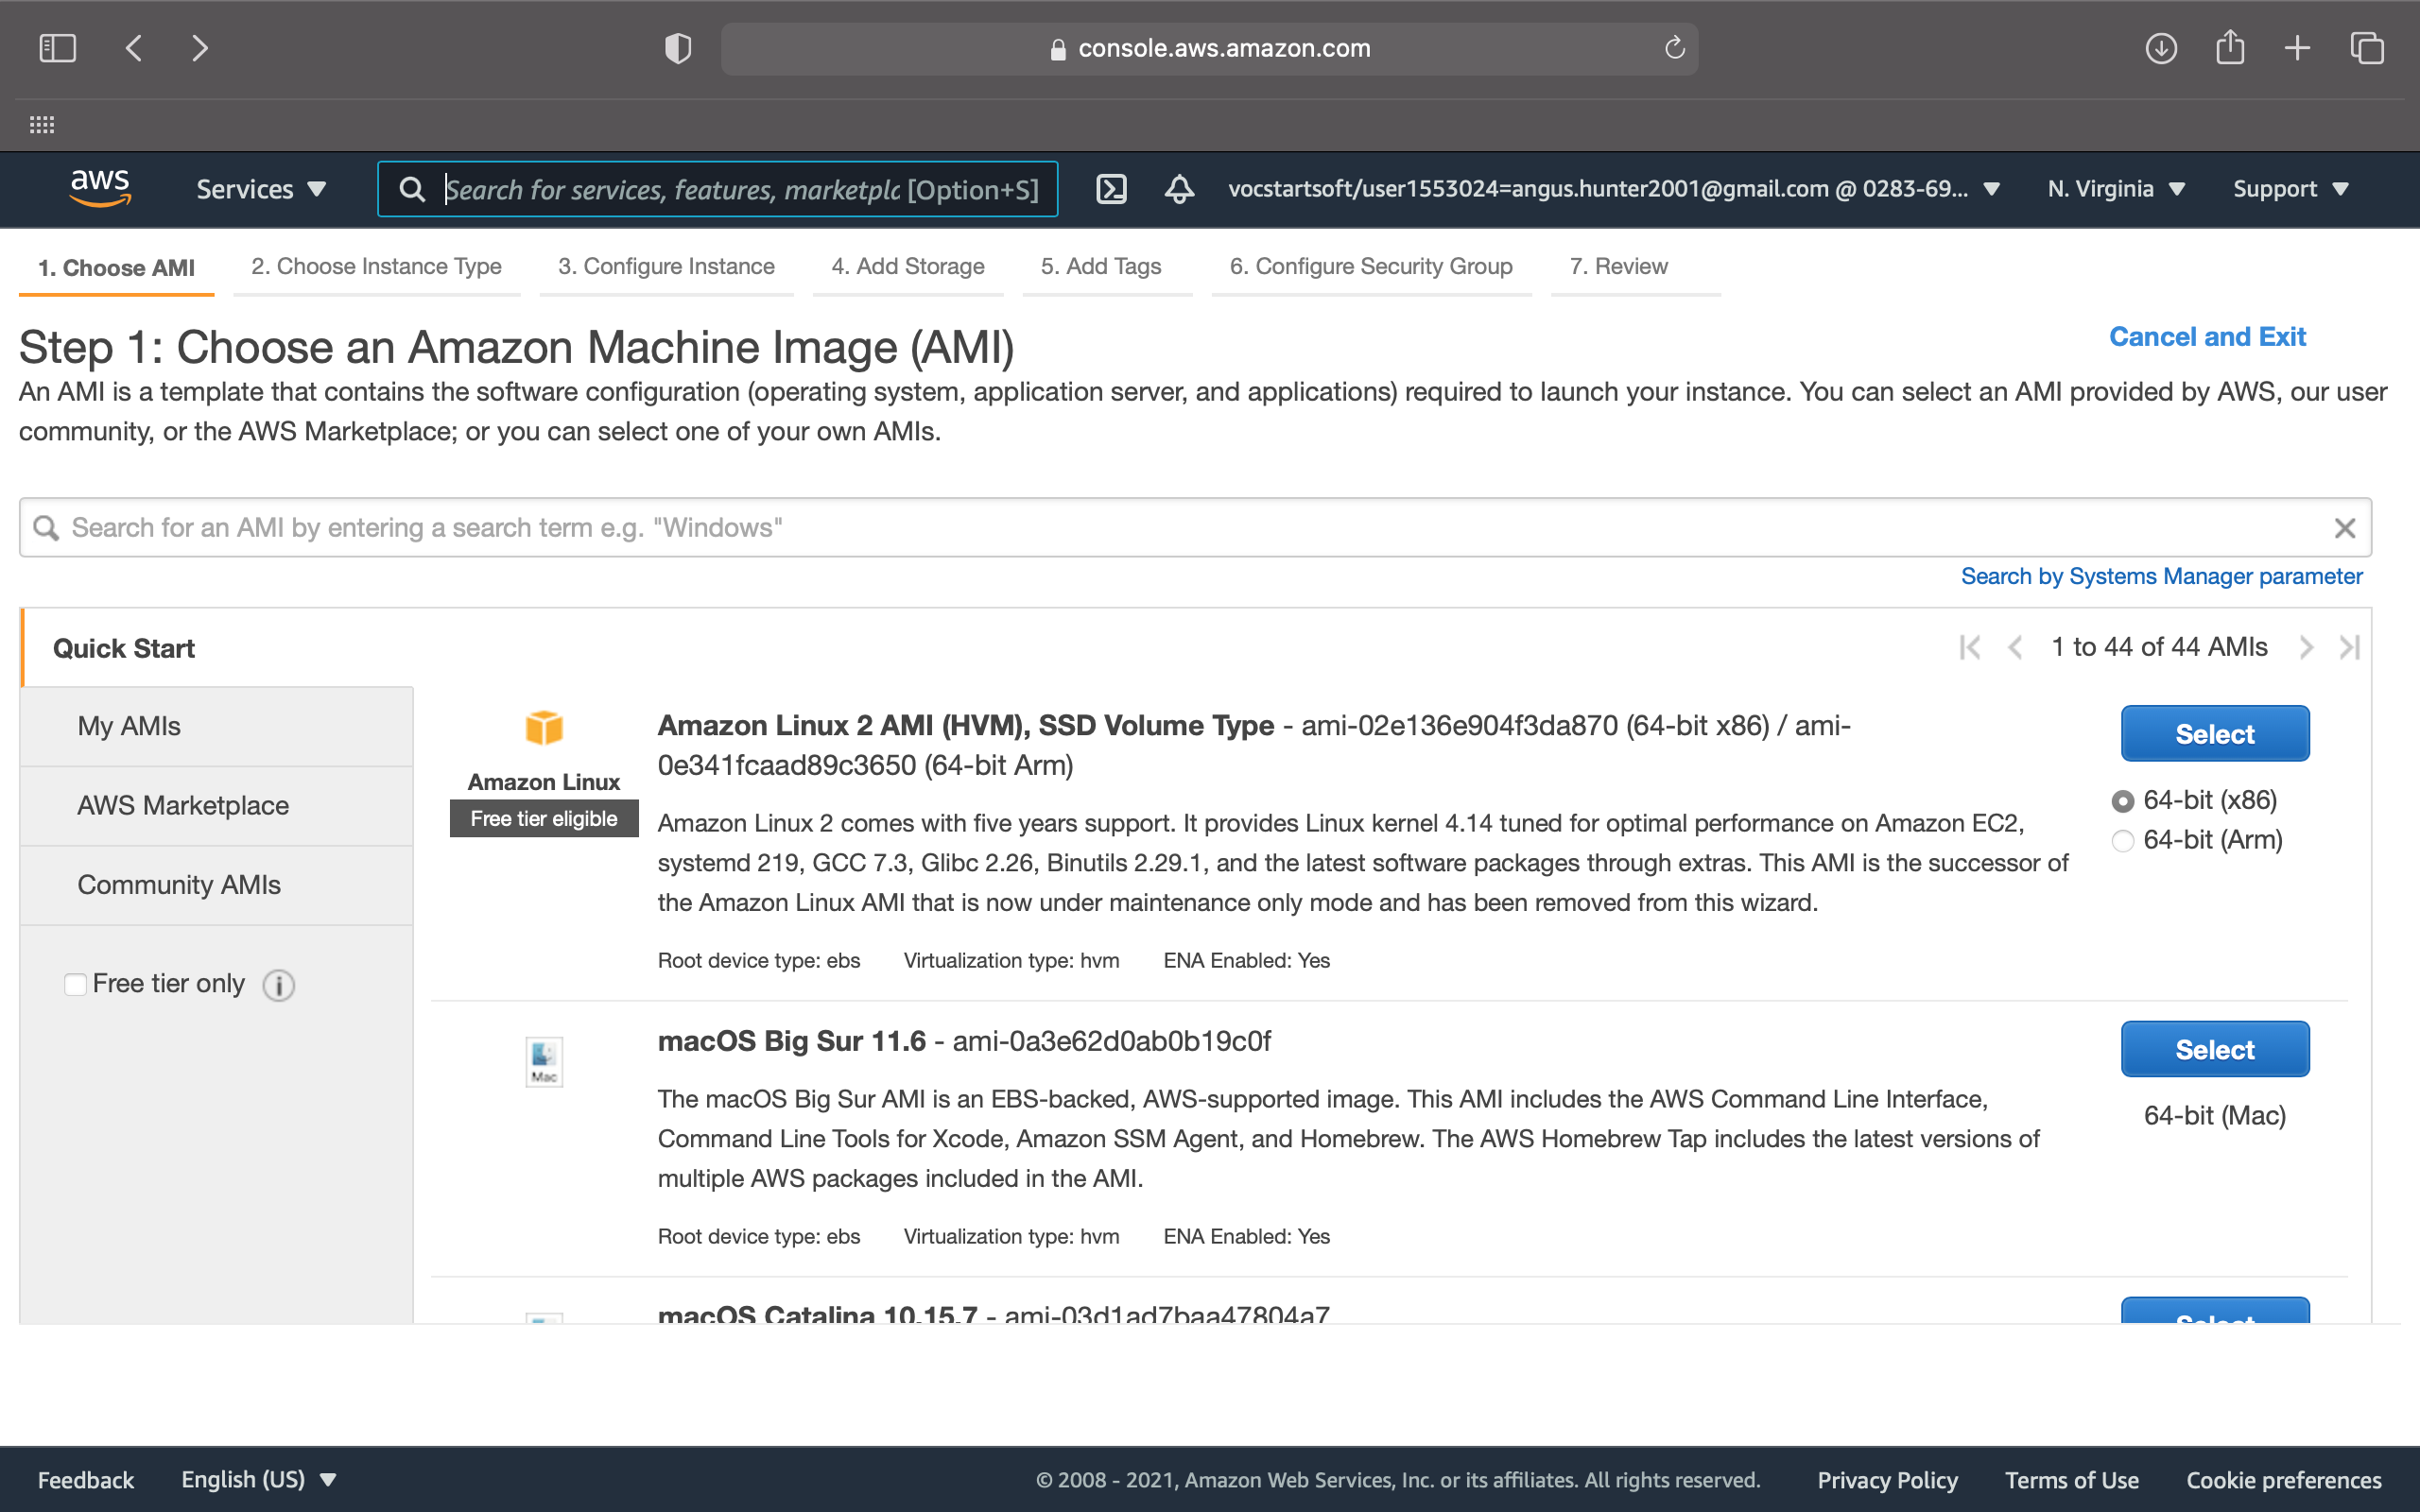 console.aws.amazon.com
aws
Services
Search for services, features, marketplc [Option+S]
vocstartsoft/user1553024=angus.hunter2001@gmail.com @ 0283-69...
N. Virginia
Support
1. Choose AMI
2. Choose Instance Type
3. Configure Instance
4. Add Storage
5. Add Tags
6. Configure Security Group
7. Review
Step 1: Choose an Amazon Machine Image (AMI)
Cancel and Exit
An AMI is a template that contains the software configuration (operating system, application server, and applications) required to launch your instance. You can select an AMI provided by AWS, our user
community, or the AWS Marketplace; or you can select one of your own AMIs.
Search for an AMI by entering a search term e.g. "Windows"
Search by Systems Manager parameter
Quick Start
1 to 44 of 44 AMIs
My AMIs
AWS Marketplace
Community AMIs
Free tier only
Amazon Linux
Free tier eligible
Amazon Linux 2 AMI (HVM), SSD Volume Type - ami-02e136e904f3da870 (64-bit x86) / ami-
0e341fcaad89c3650 (64-bit Arm)
Amazon Linux 2 comes with five years support. It provides Linux kernel 4.14 tuned for optimal performance on Amazon EC2,
systemd 219, GCC 7.3, Glibc 2.26, Binutils 2.29.1, and the latest software packages through extras. This AMI is the successor of
the Amazon Linux AMI that is now under maintenance only mode and has been removed from this wizard.
Root device type: ebs
Virtualization type: hvm
ENA Enabled: Yes
Select
64-bit (x86)
64-bit (Arm)
Mac
macOS Big Sur 11.6 - ami-0a3e62d0ab0b19c0f
The macOS Big Sur AMI is an EBS-backed, AWS-supported image. This AMI includes the AWS Command Line Interface,
Command Line Tools for Xcode, Amazon SSM Agent, and Homebrew. The AWS Homebrew Tap includes the latest versions of
multiple AWS packages included in the AMI.
Root device type: ebs
Virtualization type: hvm
ENA Enabled: Yes
Select
64-bit (Mac)
macOS Catalina 10.15.7 - ami-03d1ad7baa47804a7
Select
Feedback
English (US)
© 2008 - 2021, Amazon Web Services, Inc. or its affiliates. All rights reserved.
Privacy Policy
Terms of Use
Cookie preferences